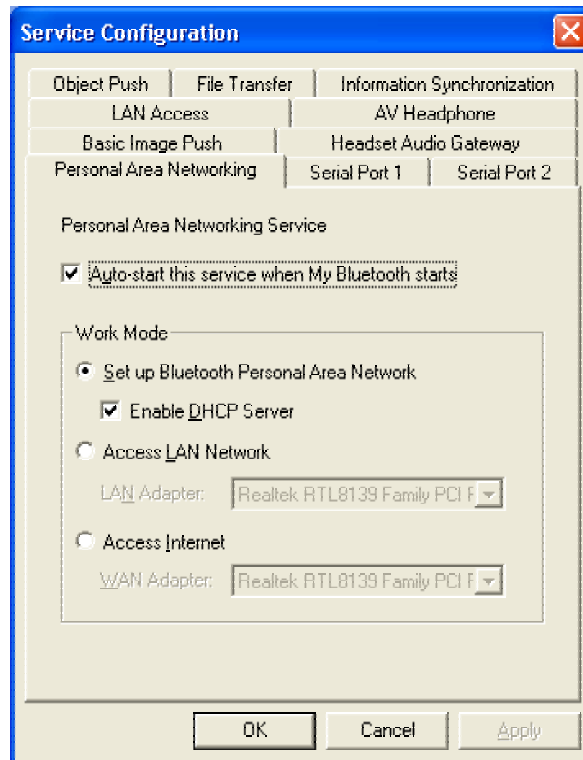 Service Configuration
Object Push File Transfer Information Synchronization
LAN Access AV Headphone
Basic Image Push Headset Audio Gateway
Personal Area Networking Serial Port 1 Serial Port 2
Personal Area Networking Service
Auto-start this service when My Bluetooth starts
Work Mode
Set up Bluetooth Personal Area Network
Enable DHCP Server
Access LAN Network
LAN Adapter: Realtek RTL8139 Family PCI F
Access Internet
WAN Adapter: Realtek RTL8139 Family PCI F
OK Cancel Apply